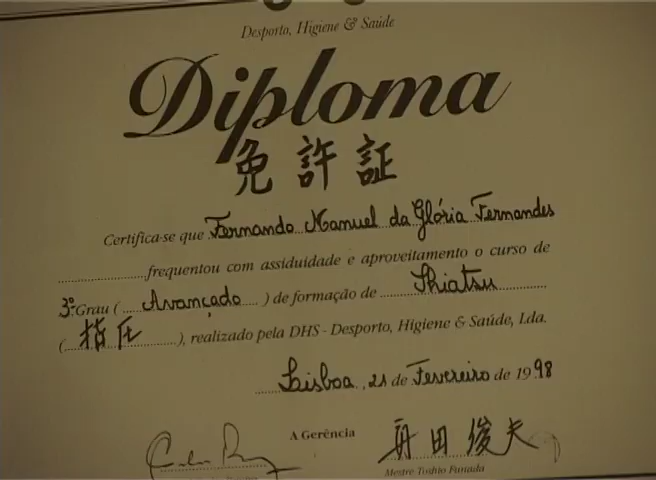 Desporto, Higiene & Saúde
Diploma
免許証
Certifica-se que Fernando Manuel da Glória Fernandes
frequentou com assiduidade e aproveitamento o curso de
3º Grau ( Avançado ) de formação de Shiatsu
( 指圧 ), realizado pela DHS - Desporto, Higiene & Saúde, Lda.
Lisboa, 21 de Fevereiro de 1998
A Gerência
舟田俊夫
Mestre Toshio Funada